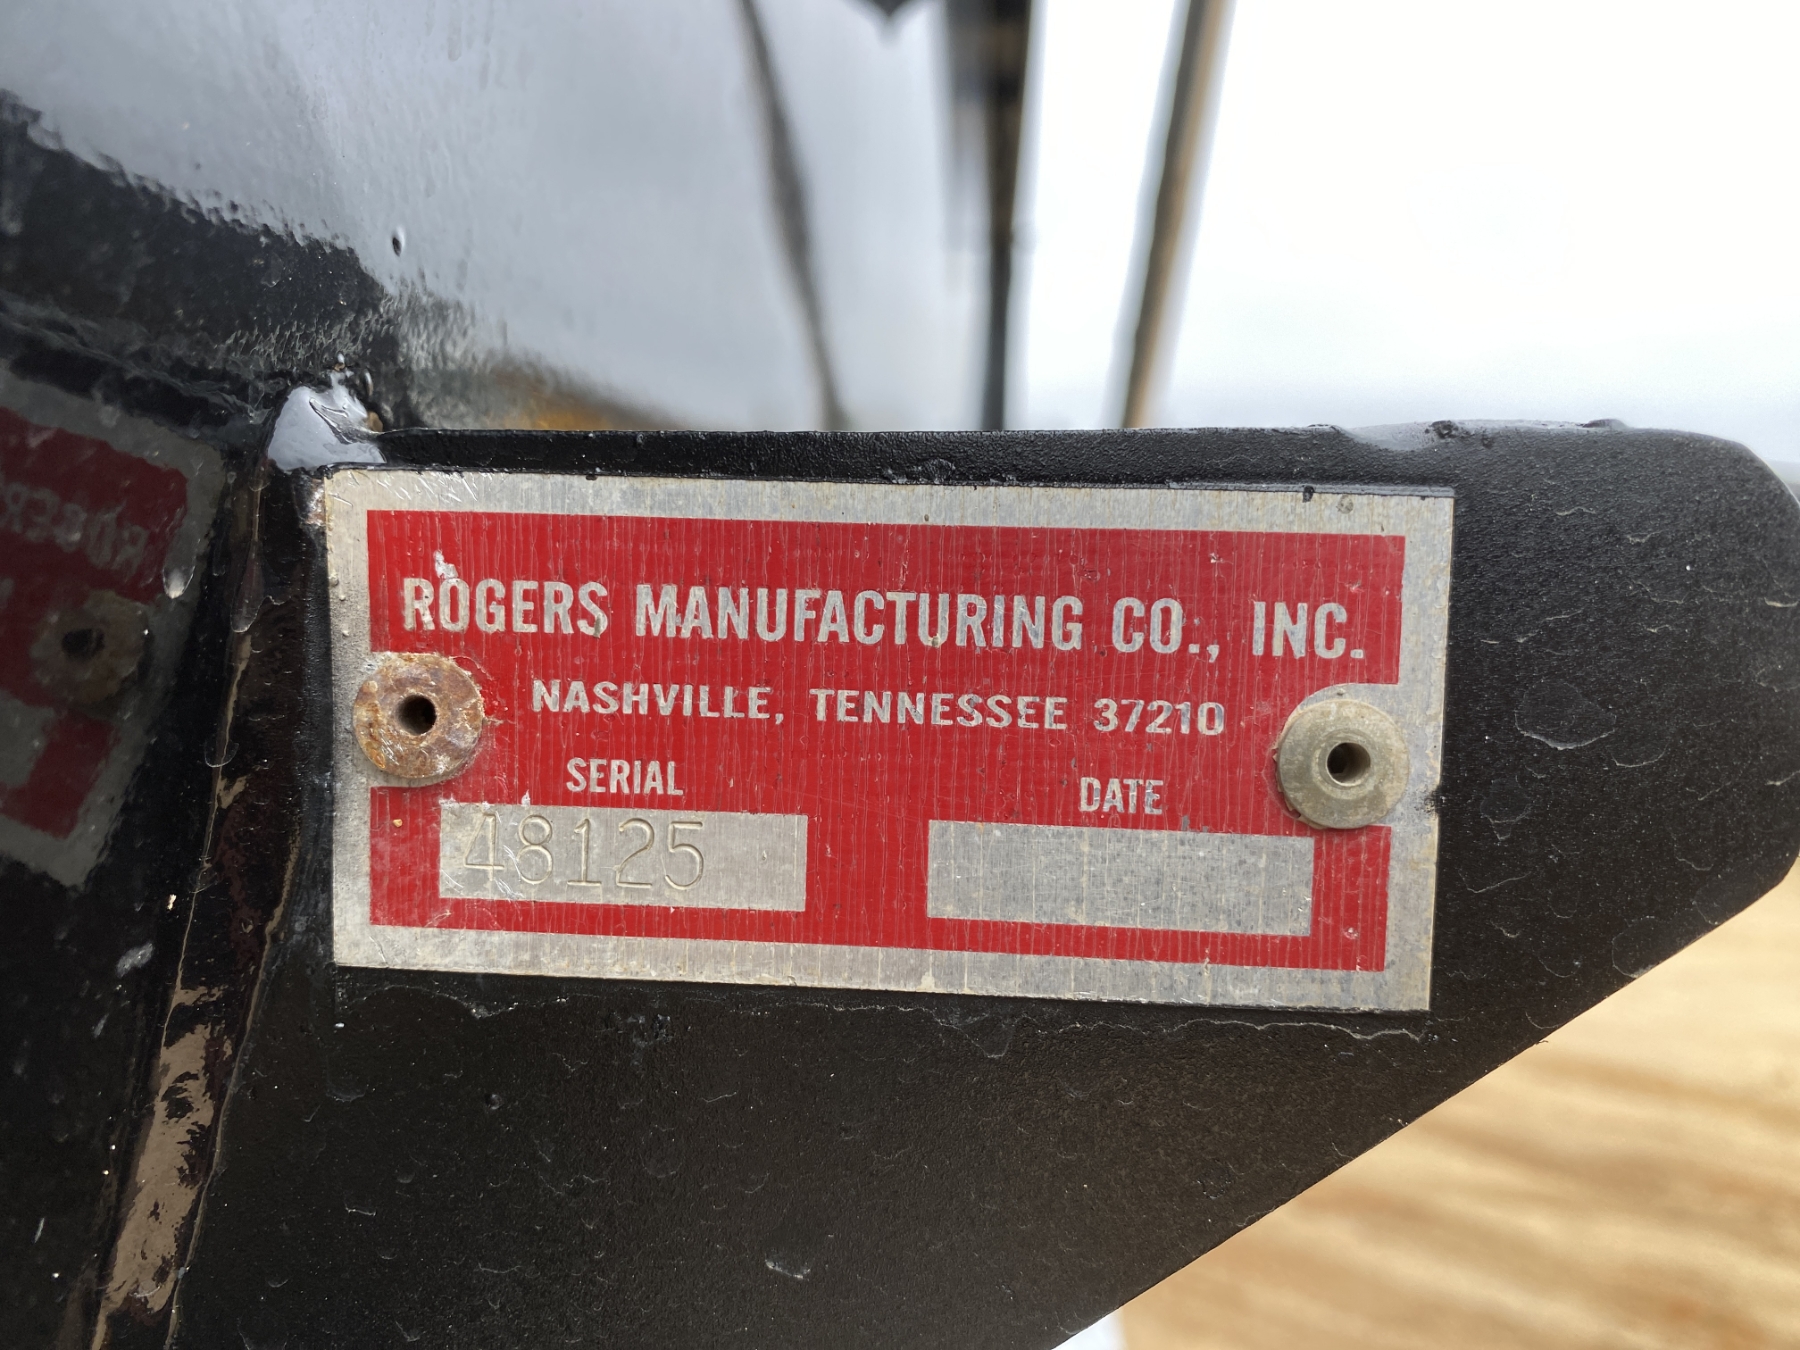 ROGERS MANUFACTURING CO., INC.
NASHVILLE, TENNESSEE 37210
SERIAL
DATE
48125